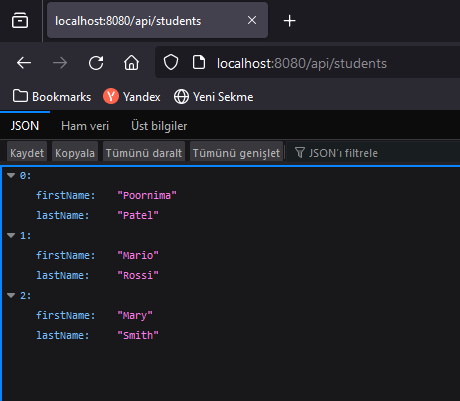 localhost:8080/api/students
localhost:8080/api/students
Bookmarks Yandex Yeni Sekme
JSON Ham veri Üst bilgiler
Kaydet Kopyala Tümünü daralt Tümünü genişlet JSON'ı filtrele
0:
firstName: "Poornima"
lastName: "Patel"
1:
firstName: "Mario"
lastName: "Rossi"
2:
firstName: "Mary"
lastName: "Smith"